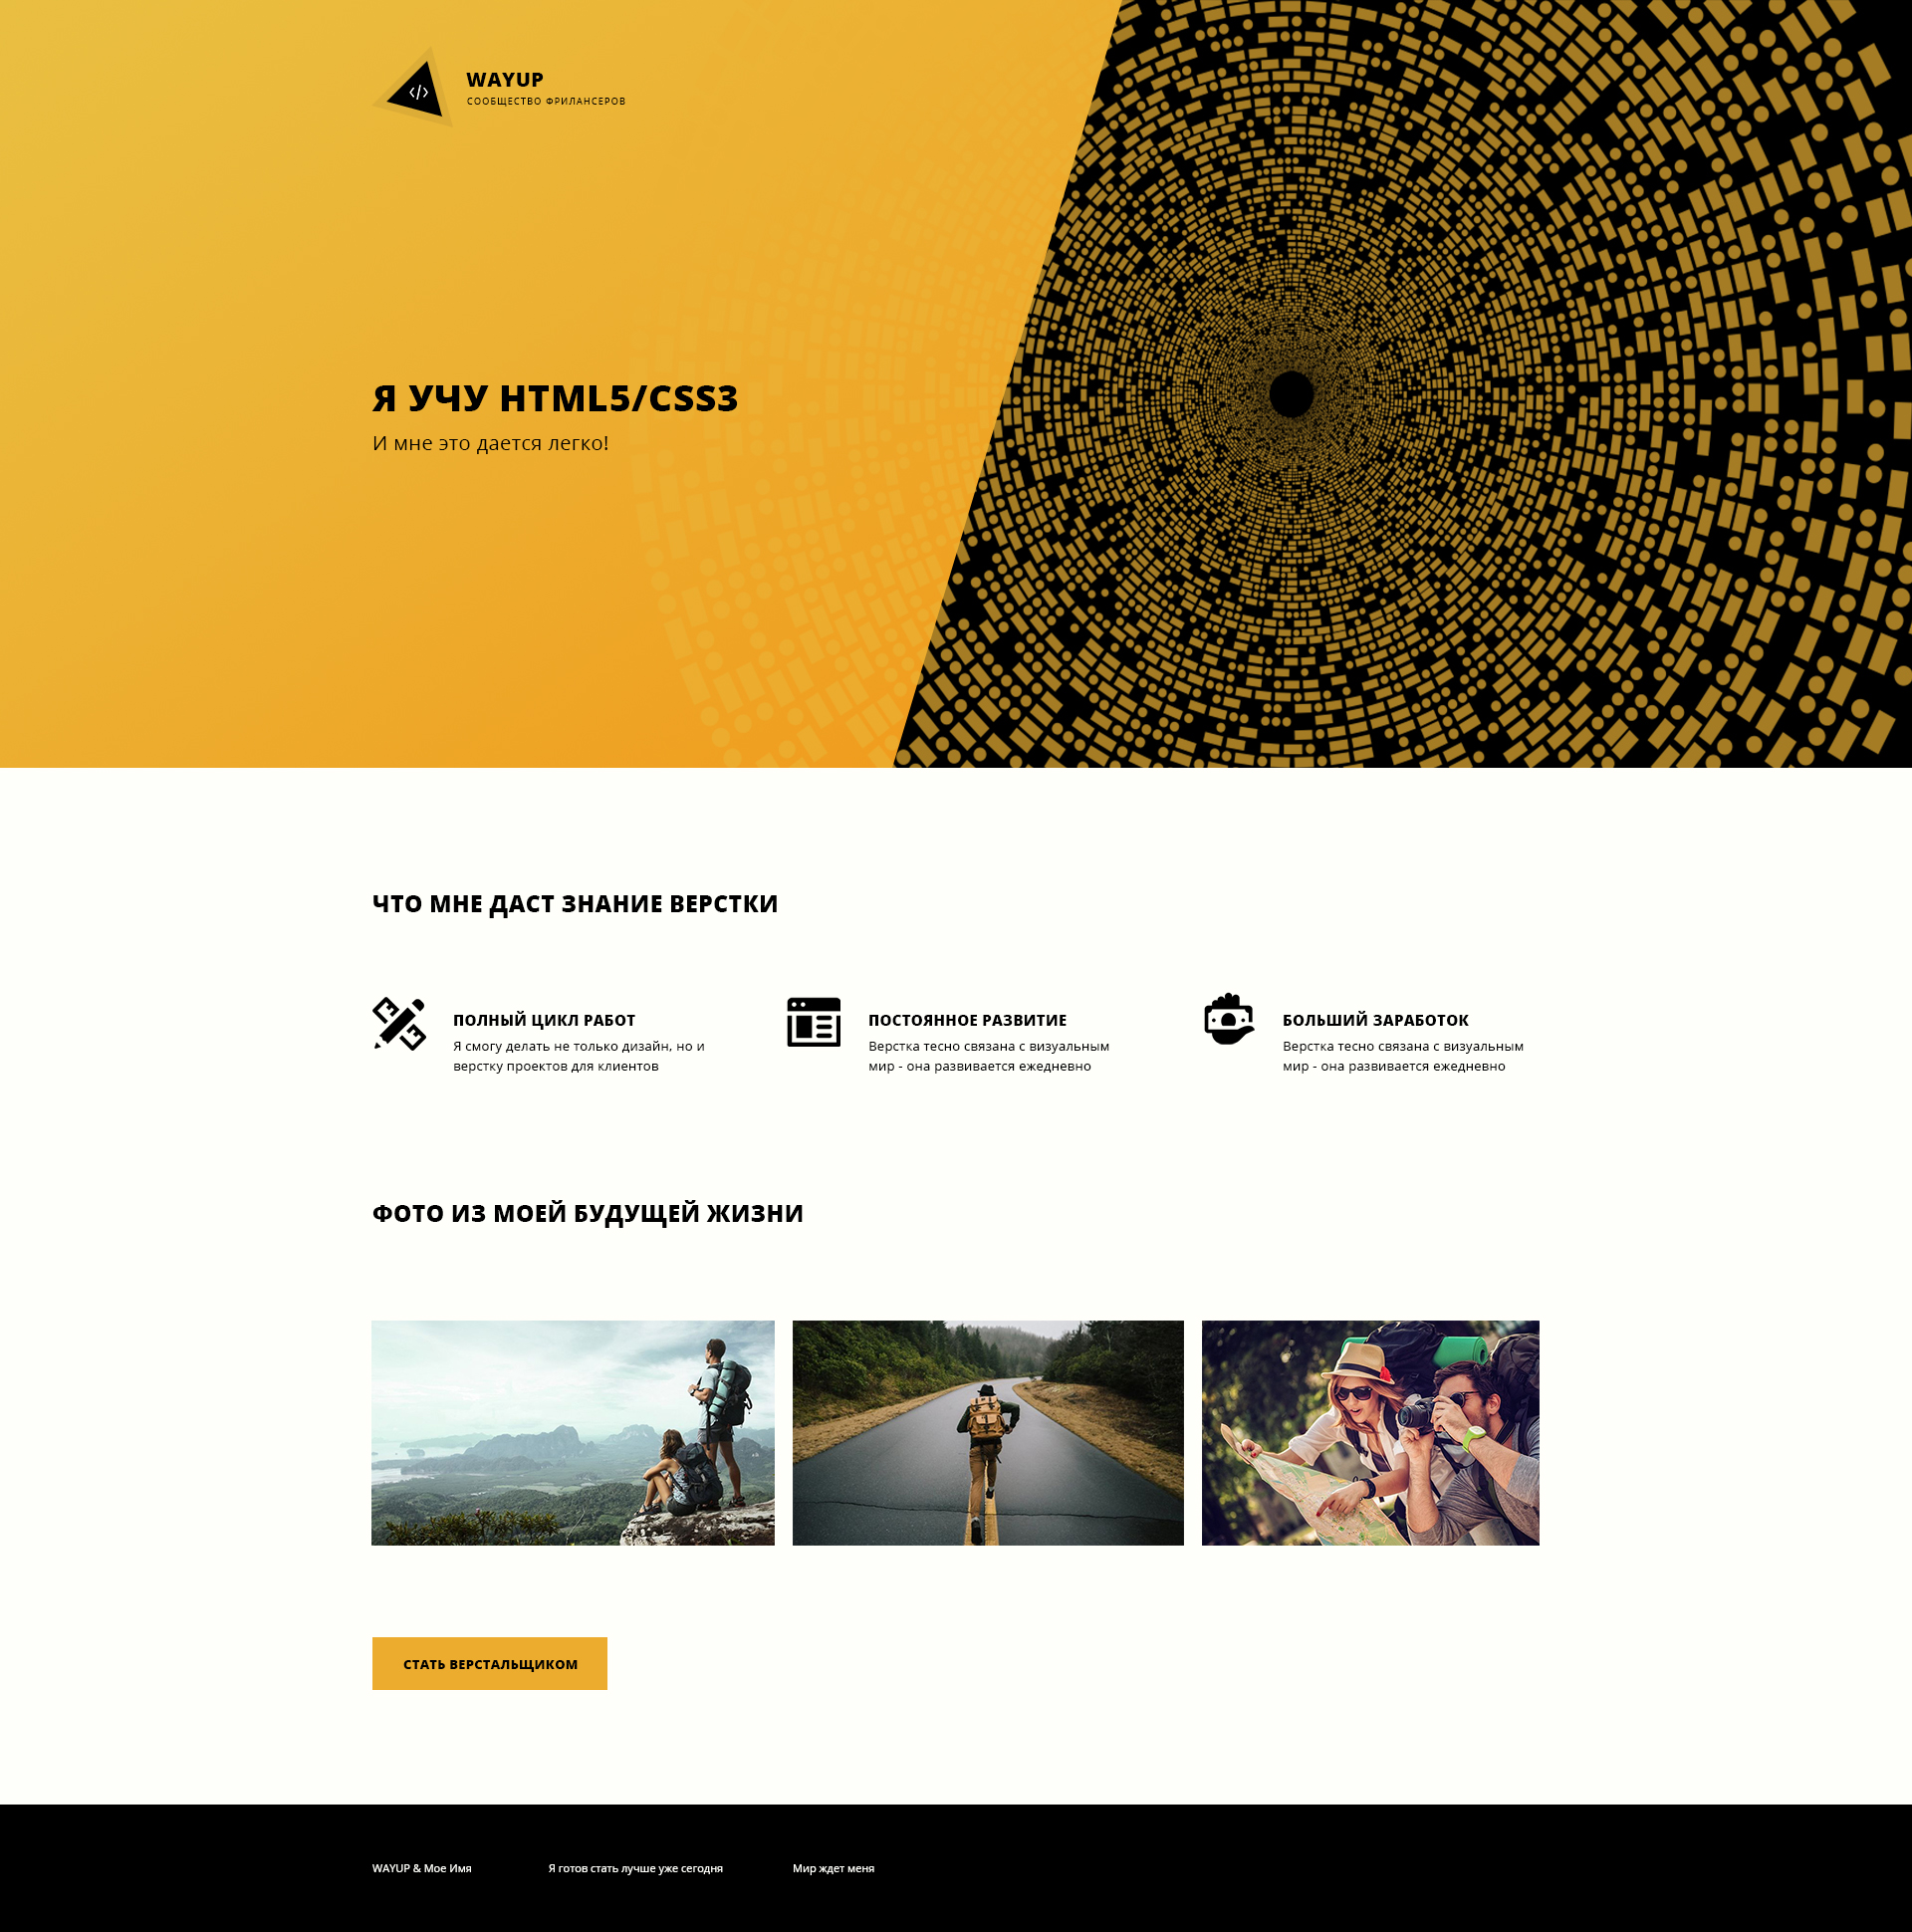 WAYUP
СООБЩЕСТВО ФРИЛАНСЕРОВ
</>
Я УЧУ HTML5/CSS3
И мне это дается легко!
ЧТО МНЕ ДАСТ ЗНАНИЕ ВЕРСТКИ
ПОЛНЫЙ ЦИКЛ РАБОТ
Я смогу делать не только дизайн, но и
верстку проектов для клиентов
ПОСТОЯННОЕ РАЗВИТИЕ
Верстка тесно связана с визуальным
мир - она развивается ежедневно
БОЛЬШИЙ ЗАРАБОТОК
Верстка тесно связана с визуальным
мир - она развивается ежедневно
ФОТО ИЗ МОЕЙ БУДУЩЕЙ ЖИЗНИ
СТАТЬ ВЕРСТАЛЬЩИКОМ
WAYUP & Мое Имя
Я готов стать лучше уже сегодня
Мир ждет меня